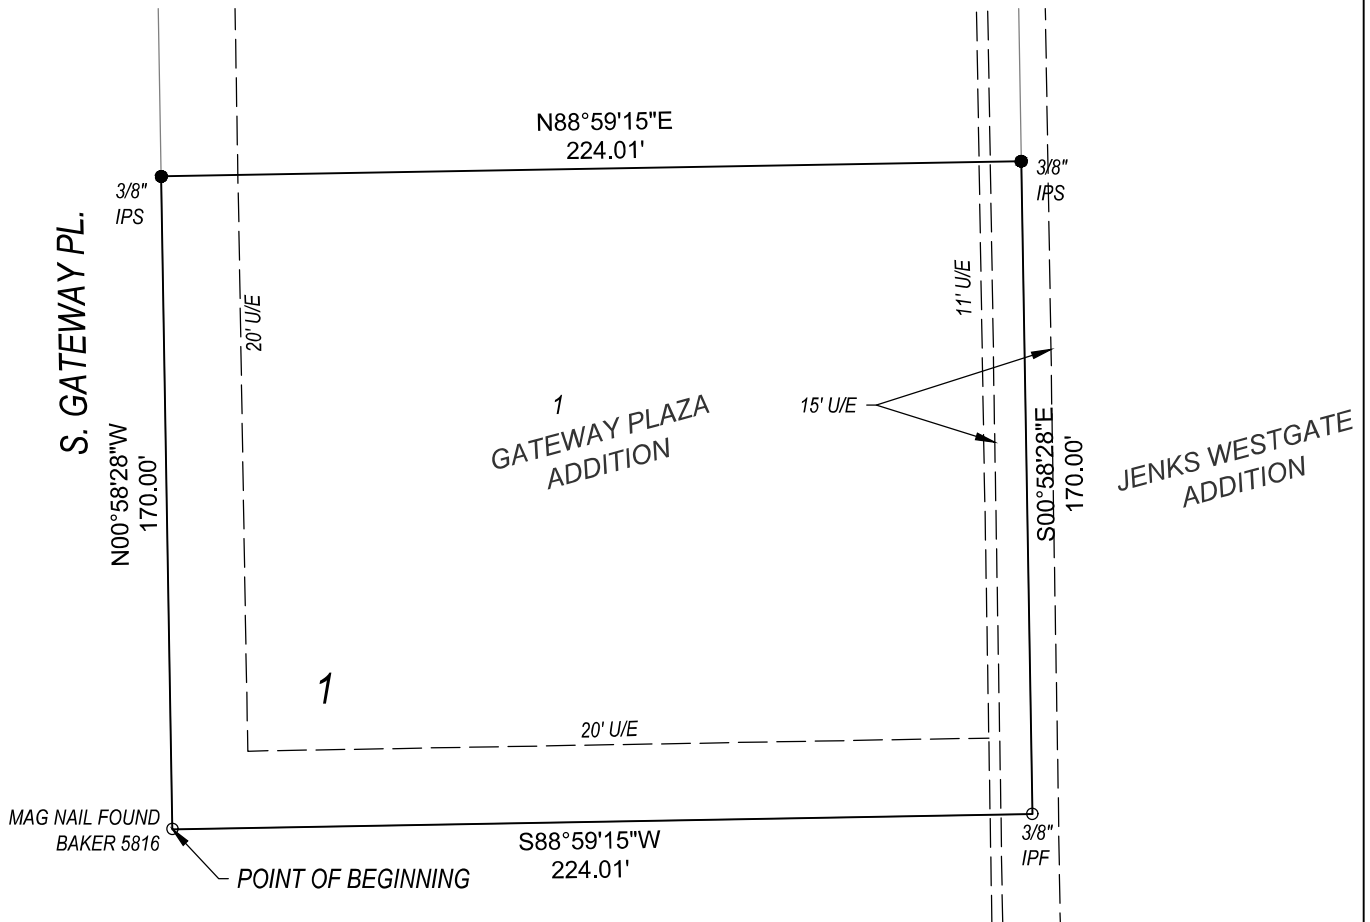 N88°59'15"E
224.01'
3/8"
IPS
3/8"
IPS
S. GATEWAY PL.
20' U/E
11' U/E
15' U/E
1
GATEWAY PLAZA
ADDITION
N00°58'28"W
170.00'
S00°58'28"E
170.00'
JENKS WESTGATE
ADDITION
1
20' U/E
MAG NAIL FOUND
BAKER 5816
S88°59'15"W
224.01'
3/8"
IPF
POINT OF BEGINNING